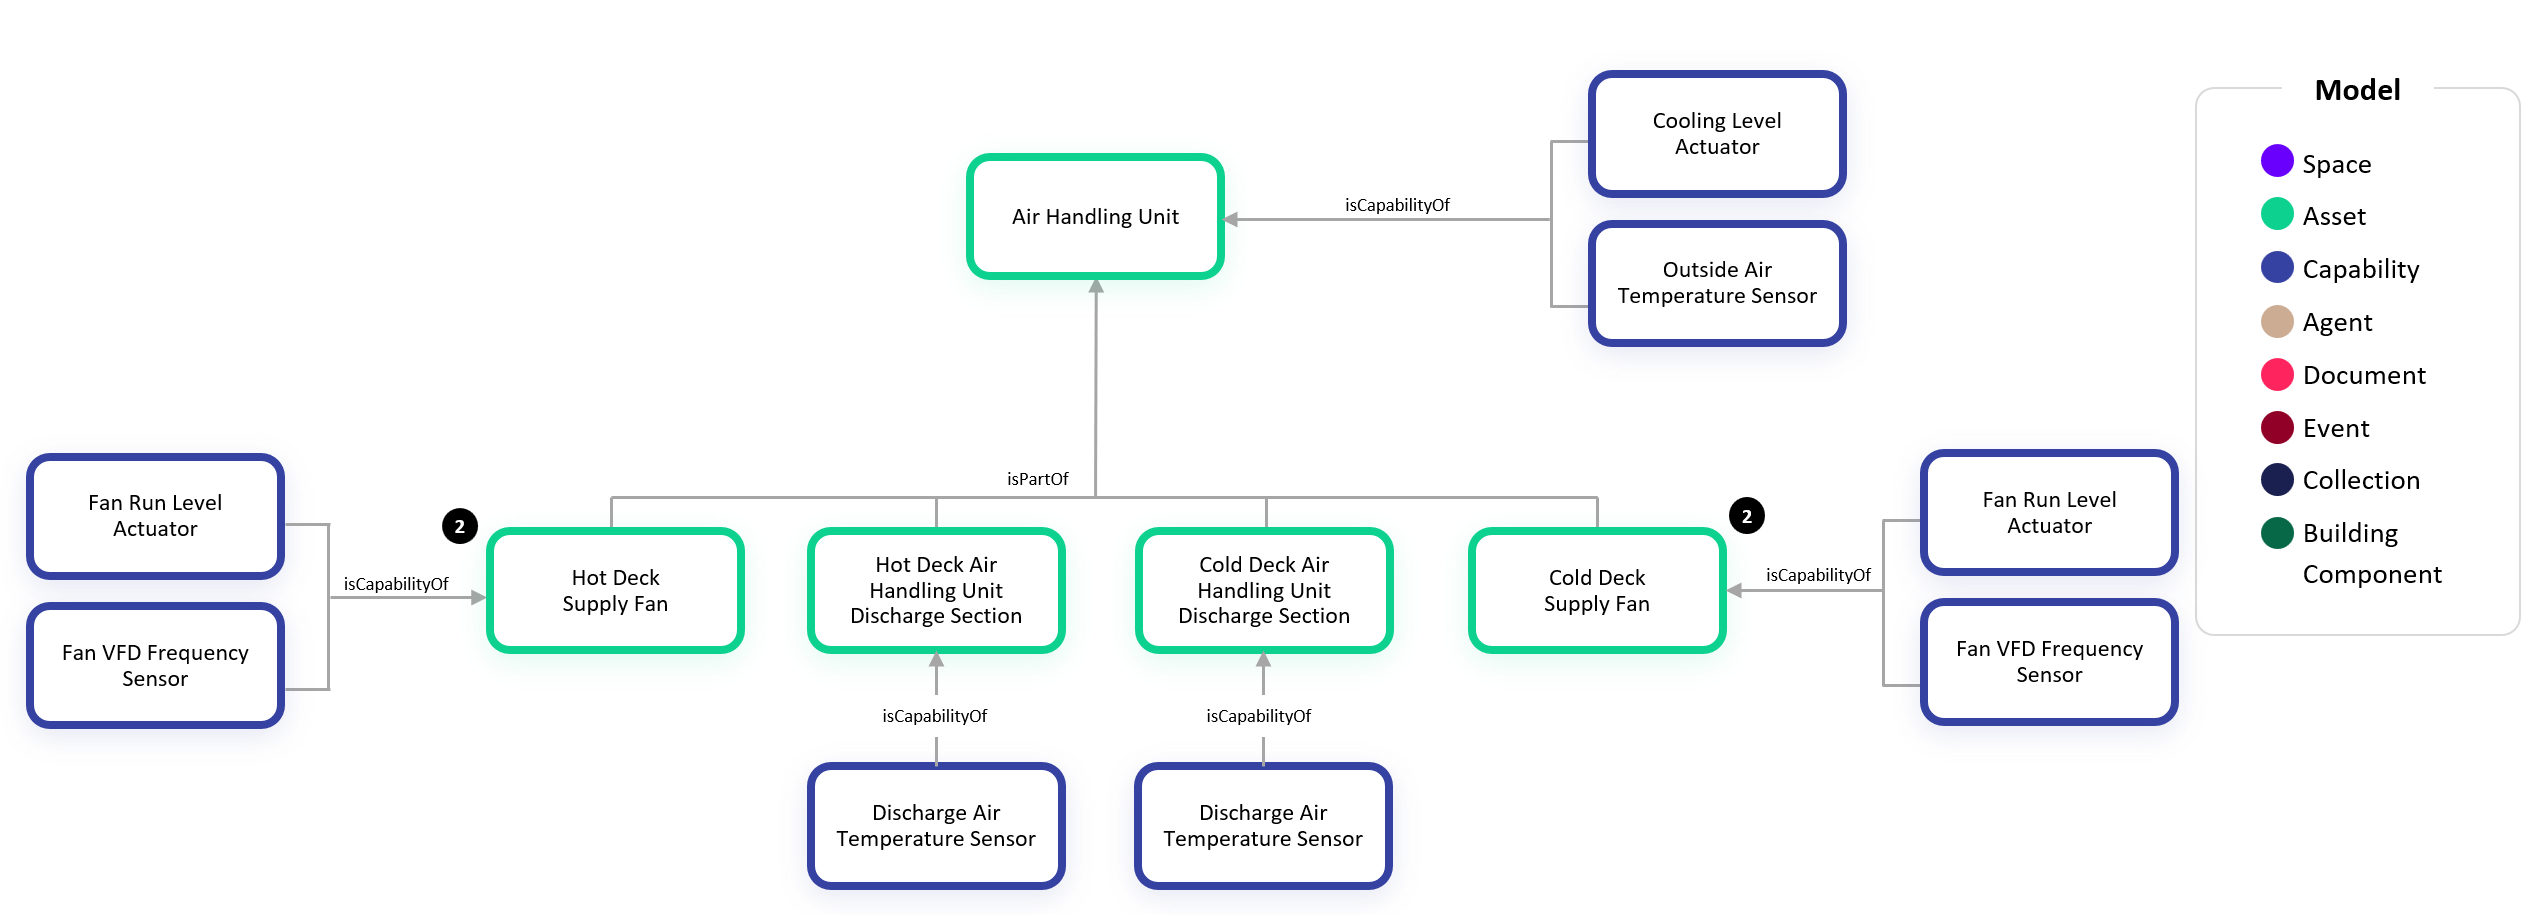 Cooling Level
Actuator
Air Handling Unit
isCapabilityOf
Outside Air
Temperature Sensor
isPartOf
Fan Run Level
Actuator
Fan VFD Frequency
Sensor
isCapabilityOf
2
Hot Deck
Supply Fan
Hot Deck Air
Handling Unit
Discharge Section
Cold Deck Air
Handling Unit
Discharge Section
Cold Deck
Supply Fan
2
isCapabilityOf
Fan Run Level
Actuator
Fan VFD Frequency
Sensor
isCapabilityOf
isCapabilityOf
Discharge Air
Temperature Sensor
Discharge Air
Temperature Sensor
Model
Space
Asset
Capability
Agent
Document
Event
Collection
Building
Component